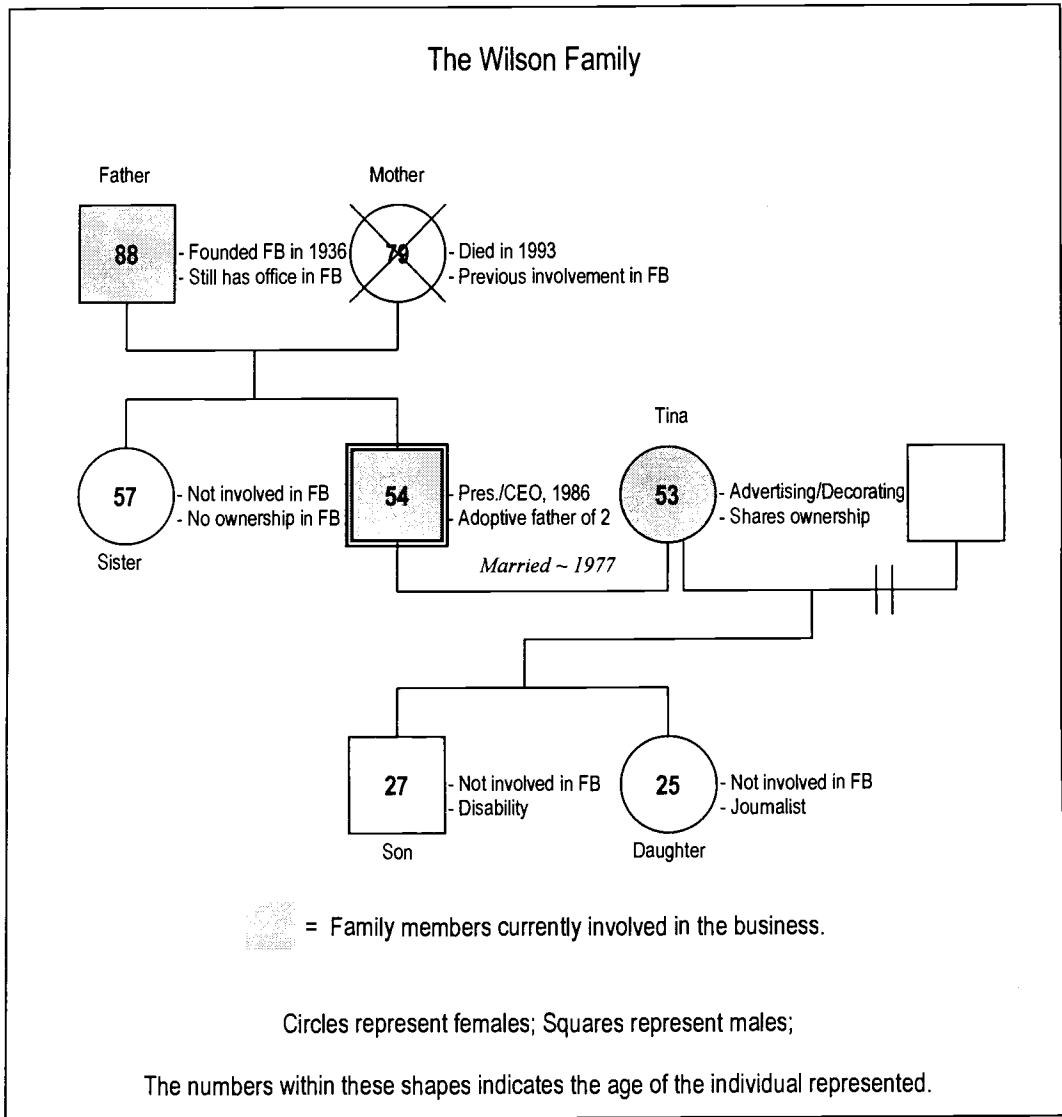 The Wilson Family
Father
Mother
88
- Founded FB in 1936
- Still has office in FB
79
- Died in 1993
- Previous involvement in FB
Tina
57
- Not involved in FB
- No ownership in FB
Sister
54
- Pres./CEO, 1986
- Adoptive father of 2
53
- Advertising/Decorating
- Shares ownership
Married ~ 1977
27
- Not involved in FB
- Disability
Son
25
- Not involved in FB
- Journalist
Daughter
= Family members currently involved in the business.
Circles represent females; Squares represent males;
The numbers within these shapes indicates the age of the individual represented.